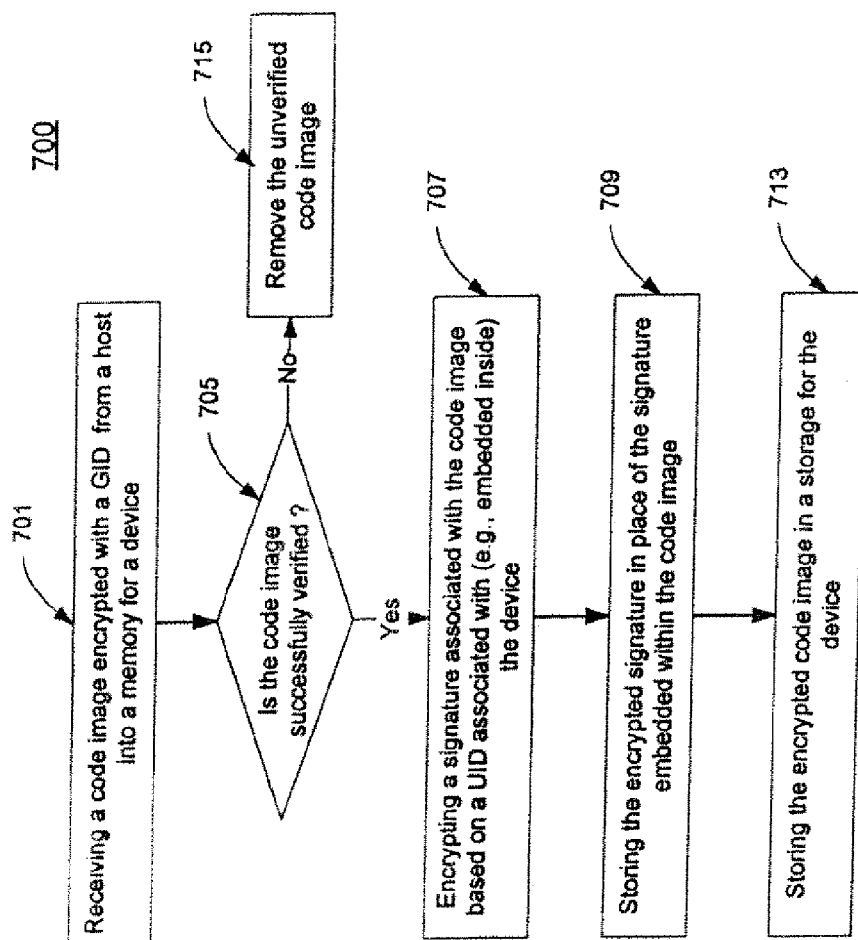 700
701
Receiving a code image encrypted with a GID from a host
into a memory for a device
705
Is the code image
successfully verified ?
No
715
Remove the unverified
code image
Yes
707
Encrypting a signature associated with the code image
based on a UID associated with (e.g., embedded inside)
the device
709
Storing the encrypted signature in place of the signature
embedded within the code image
713
Storing the encrypted code image in a storage for the
device